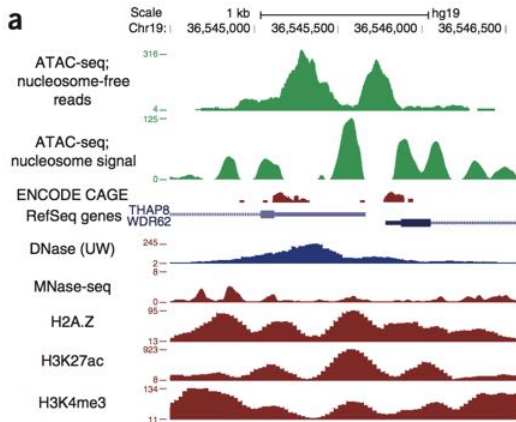 a
Scale 1 kb hg19
Chr19: 36,545,000 36,545,500 36,546,000 36,546,500
316
ATAC-seq;
nucleosome-free
reads
4
125
ATAC-seq;
nucleosome signal
0
ENCODE CAGE
RefSeq genes THAP8
WDR62
245
DNase (UW)
2
8
MNase-seq
0
95
H2A.Z
13
923
H3K27ac
8
134
H3K4me3
11